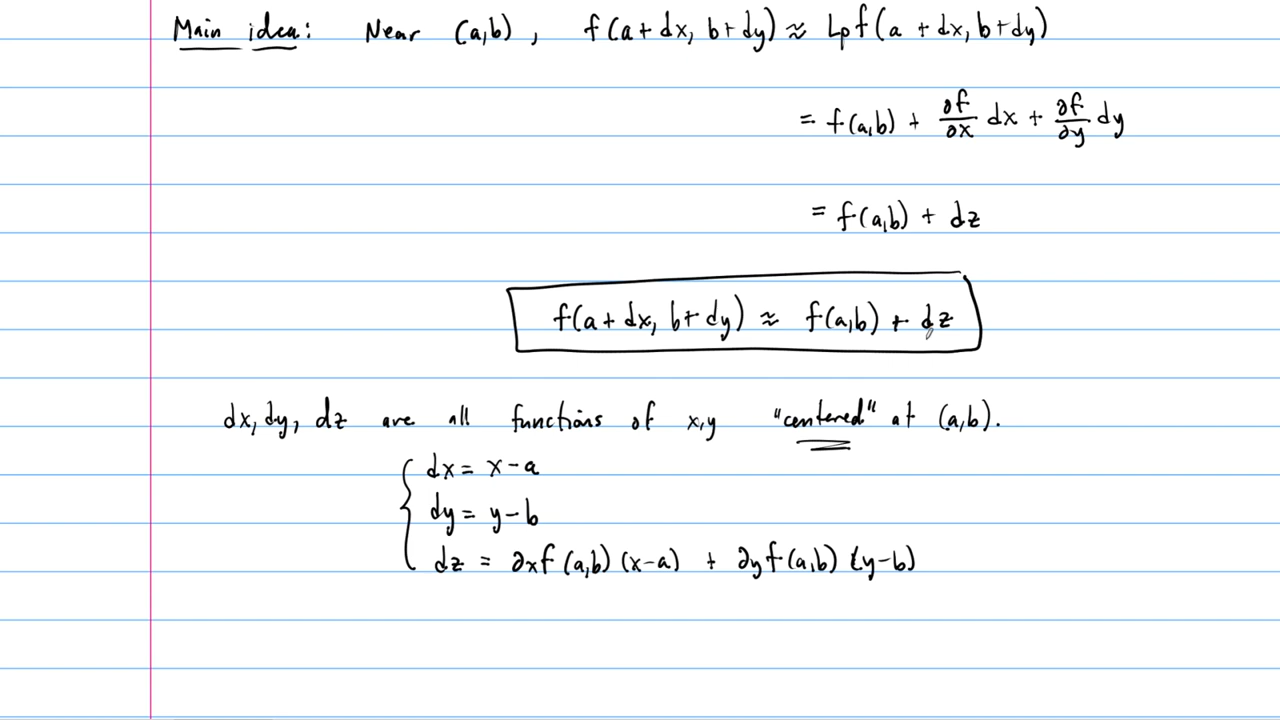 Main idea: Near (a,b), f(a+dx, b+dy) ≈ Lpf(a+dx, b+dy)
= f(a,b) + ∂f/∂x dx + ∂f/∂y dy
= f(a,b) + dz
f(a+dx, b+dy) ≈ f(a,b) + dz
dx, dy, dz are all functions of x,y "centered" at (a,b).
dx = x-a
dy = y-b
dz = ∂xf(a,b)(x-a) + ∂yf(a,b)(y-b)